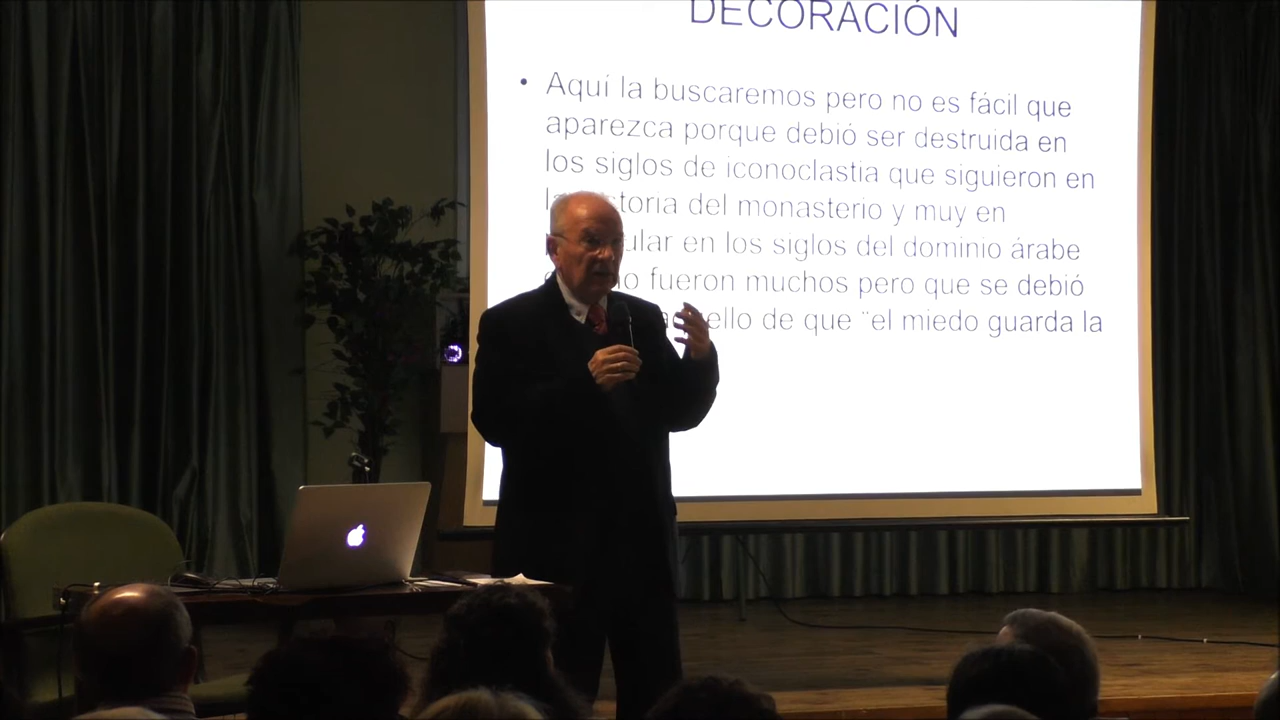 DECORACIÓN
• Aquí la buscaremos pero no es fácil que
aparezca porque debió ser destruida en
los siglos de iconoclastia que siguieron en
del monasterio y muy en
en los siglos del dominio árabe
fueron muchos pero que se debió
de que ¨el miedo guarda la